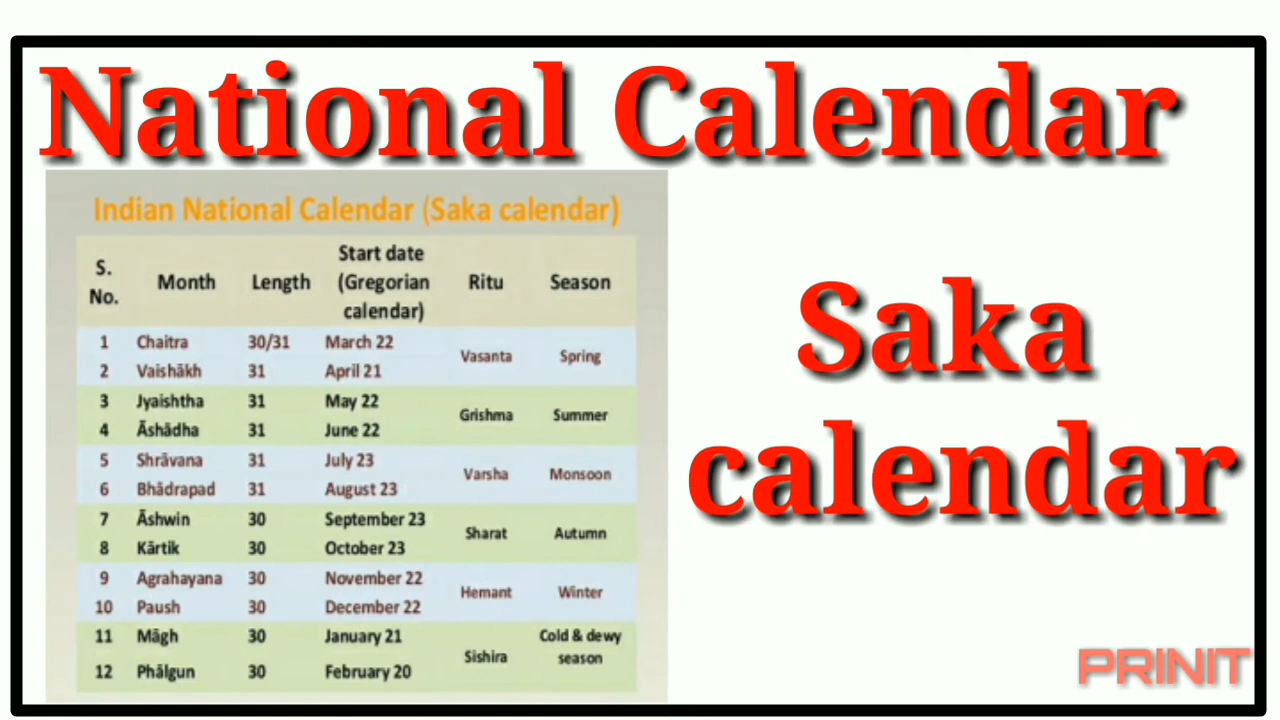 National Calendar
Indian National Calendar (Saka calendar)
S. No. Month Length Start date (Gregorian calendar) Ritu Season
1 Chaitra 30/31 March 22 Vasanta Spring
2 Vaishākh 31 April 21
3 Jyaishtha 31 May 22 Grishma Summer
4 Āshādha 31 June 22
5 Shrāvana 31 July 23 Varsha Monsoon
6 Bhādrapad 31 August 23
7 Āshwin 30 September 23 Sharat Autumn
8 Kārtik 30 October 23
9 Agrahayana 30 November 22 Hemant Winter
10 Paush 30 December 22
11 Māgh 30 January 21 Sishira Cold & dewy season
12 Phālgun 30 February 20
Saka
calendar
PRINIT